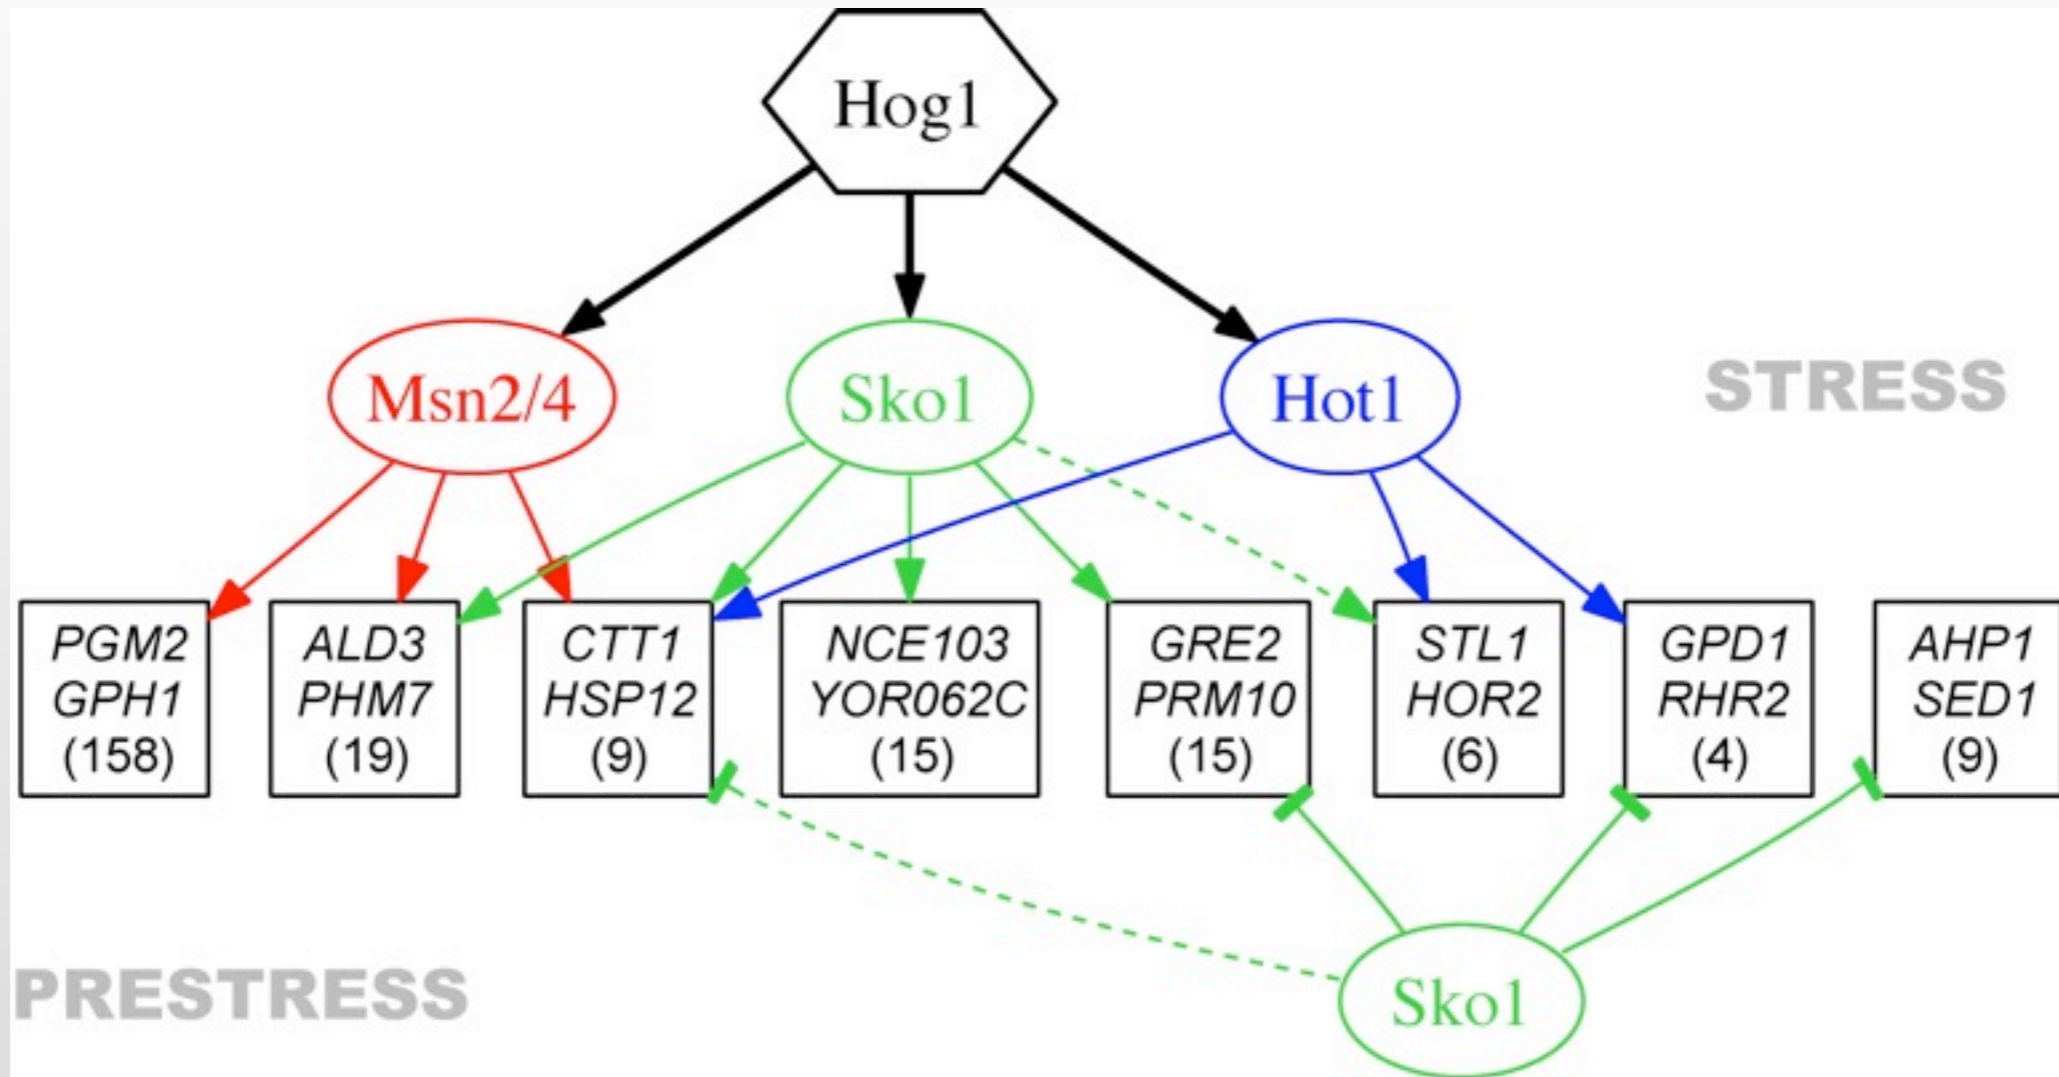 Hog1
Msn2/4
Sko1
Hot1
STRESS
PGM2
GPH1
(158)
ALD3
PHM7
(19)
CTT1
HSP12
(9)
NCE103
YOR062C
(15)
GRE2
PRM10
(15)
STL1
HOR2
(6)
GPD1
RHR2
(4)
AHP1
SED1
(9)
PRESTRESS
Sko1